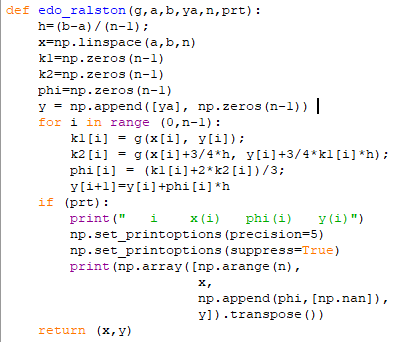 def edo_ralston(g,a,b,ya,n,prt):
    h=(b-a)/(n-1);
    x=np.linspace(a,b,n)
    k1=np.zeros(n-1)
    k2=np.zeros(n-1)
    phi=np.zeros(n-1)
    y = np.append([ya], np.zeros(n-1))
    for i in range (0,n-1):
        k1[i] = g(x[i], y[i]);
        k2[i] = g(x[i]+3/4*h, y[i]+3/4*k1[i]*h);
        phi[i] = (k1[i]+2*k2[i])/3;
        y[i+1]=y[i]+phi[i]*h
    if (prt):
        print("   i    x(i)   phi(i)   y(i)")
        np.set_printoptions(precision=5)
        np.set_printoptions(suppress=True)
        print(np.array([np.arange(n),
                        x,
                        np.append(phi,[np.nan]),
                        y]).transpose())
    return (x,y)